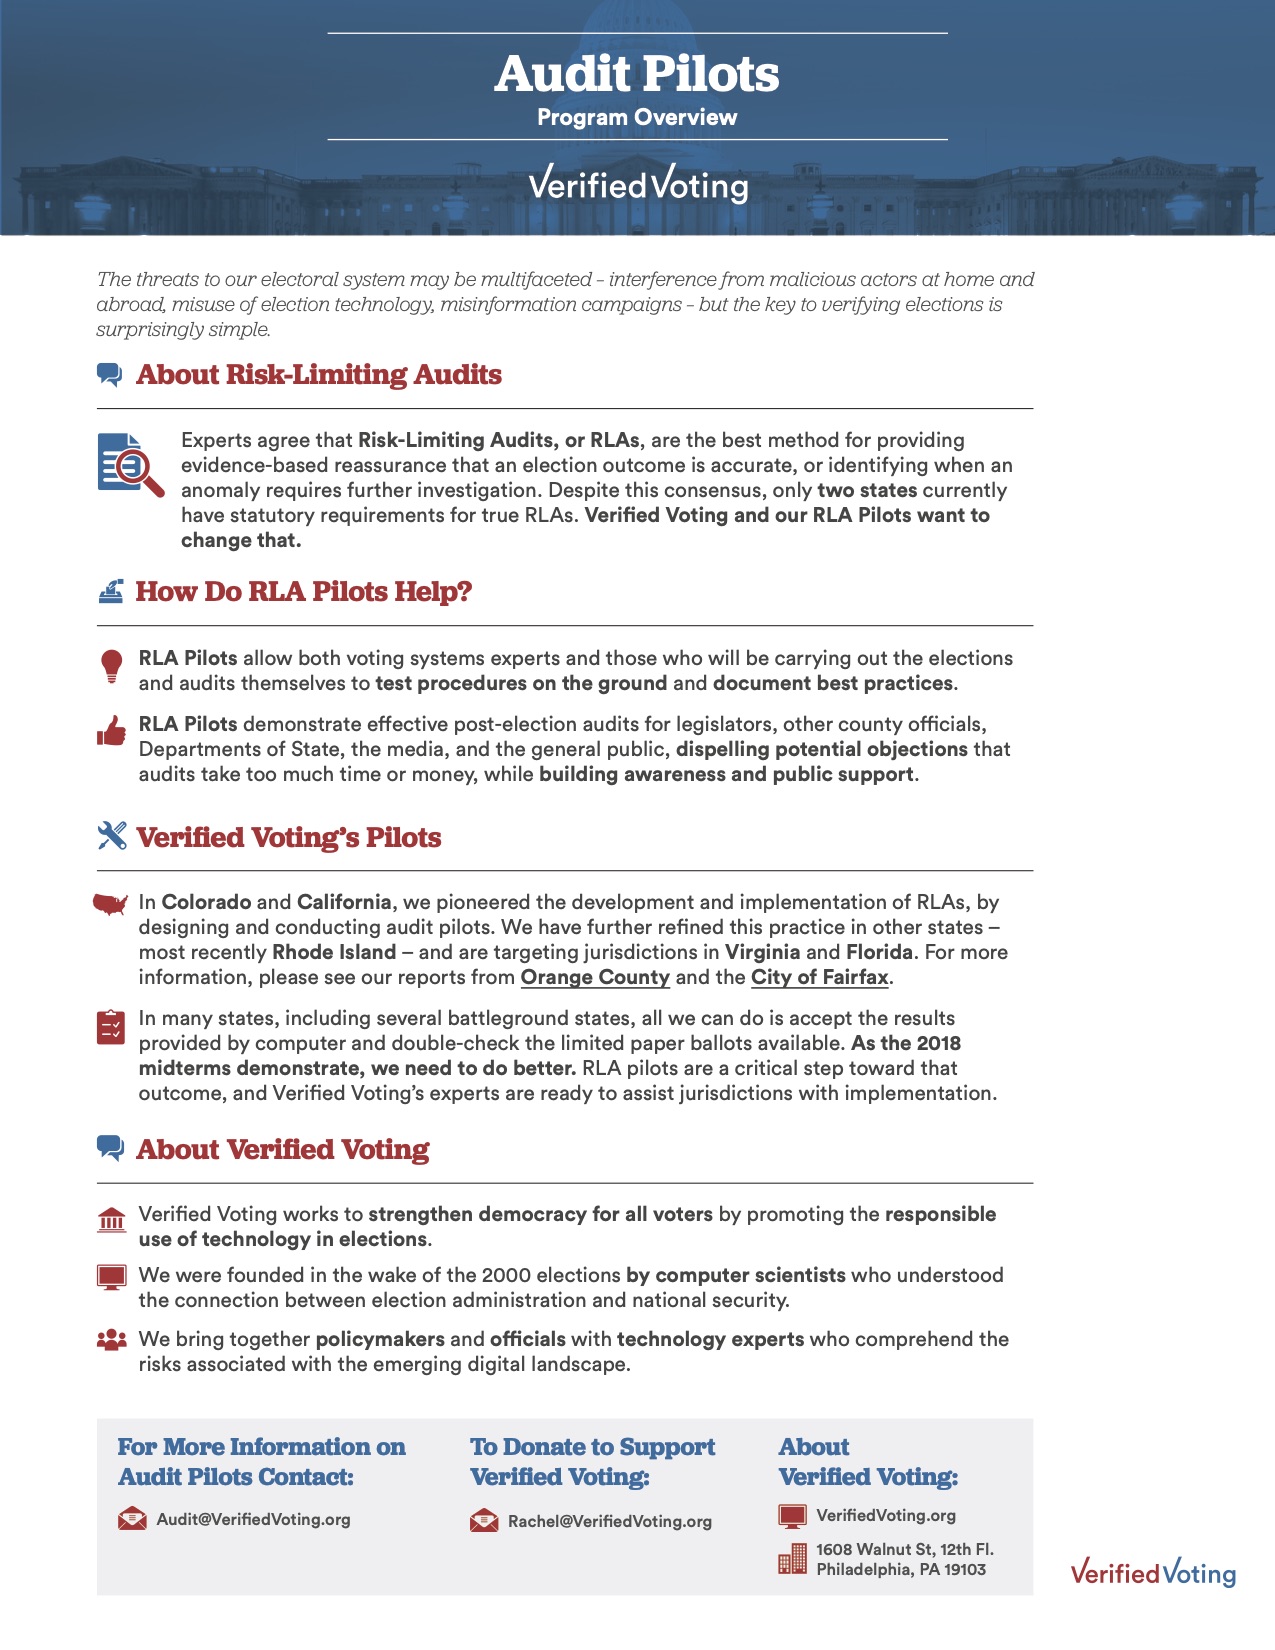 Audit Pilots
Program Overview
VerifiedVoting
The threats to our electoral system may be multifaceted – interference from malicious actors at home and
abroad, misuse of election technology, misinformation campaigns – but the key to verifying elections is
surprisingly simple.
About Risk-Limiting Audits
Experts agree that Risk-Limiting Audits, or RLAs, are the best method for providing
evidence-based reassurance that an election outcome is accurate, or identifying when an
anomaly requires further investigation. Despite this consensus, only two states currently
have statutory requirements for true RLAs. Verified Voting and our RLA Pilots want to
change that.
How Do RLA Pilots Help?
RLA Pilots allow both voting systems experts and those who will be carrying out the elections
and audits themselves to test procedures on the ground and document best practices.
RLA Pilots demonstrate effective post-election audits for legislators, other county officials,
Departments of State, the media, and the general public, dispelling potential objections that
audits take too much time or money, while building awareness and public support.
Verified Voting's Pilots
In Colorado and California, we pioneered the development and implementation of RLAs, by
designing and conducting audit pilots. We have further refined this practice in other states –
most recently Rhode Island – and are targeting jurisdictions in Virginia and Florida. For more
information, please see our reports from Orange County and the City of Fairfax.
In many states, including several battleground states, all we can do is accept the results
provided by computer and double-check the limited paper ballots available. As the 2018
midterms demonstrate, we need to do better. RLA pilots are a critical step toward that
outcome, and Verified Voting's experts are ready to assist jurisdictions with implementation.
About Verified Voting
Verified Voting works to strengthen democracy for all voters by promoting the responsible
use of technology in elections.
We were founded in the wake of the 2000 elections by computer scientists who understood
the connection between election administration and national security.
We bring together policymakers and officials with technology experts who comprehend the
risks associated with the emerging digital landscape.
For More Information on
Audit Pilots Contact:
Audit@VerifiedVoting.org
To Donate to Support
Verified Voting:
Rachel@VerifiedVoting.org
About
Verified Voting:
VerifiedVoting.org
1608 Walnut St, 12th Fl.
Philadelphia, PA 19103
VerifiedVoting